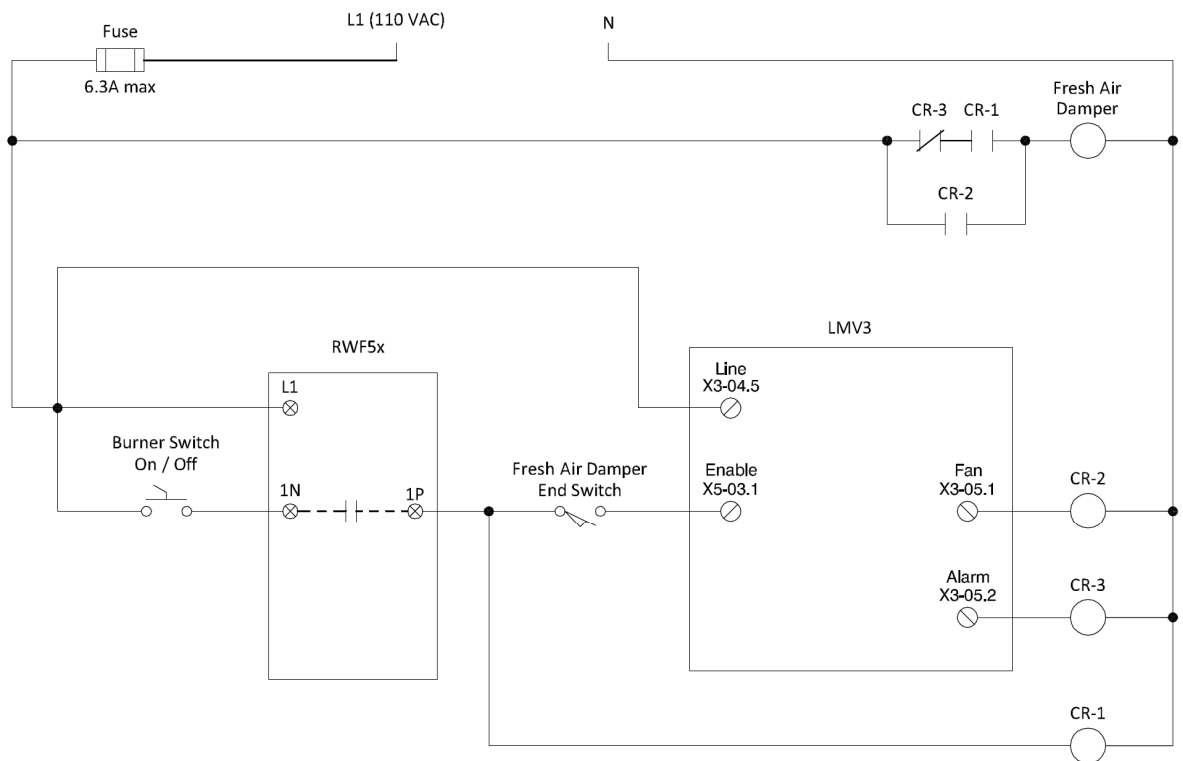 L1 (110 VAC)
N
Fuse
6.3A max
Fresh Air
Damper
CR-3
CR-1
CR-2
RWF5x
LMV3
L1
Line
X3-04.5
Burner Switch
On / Off
1N
1P
Fresh Air Damper
End Switch
Enable
X5-03.1
Fan
X3-05.1
CR-2
Alarm
X3-05.2
CR-3
CR-1